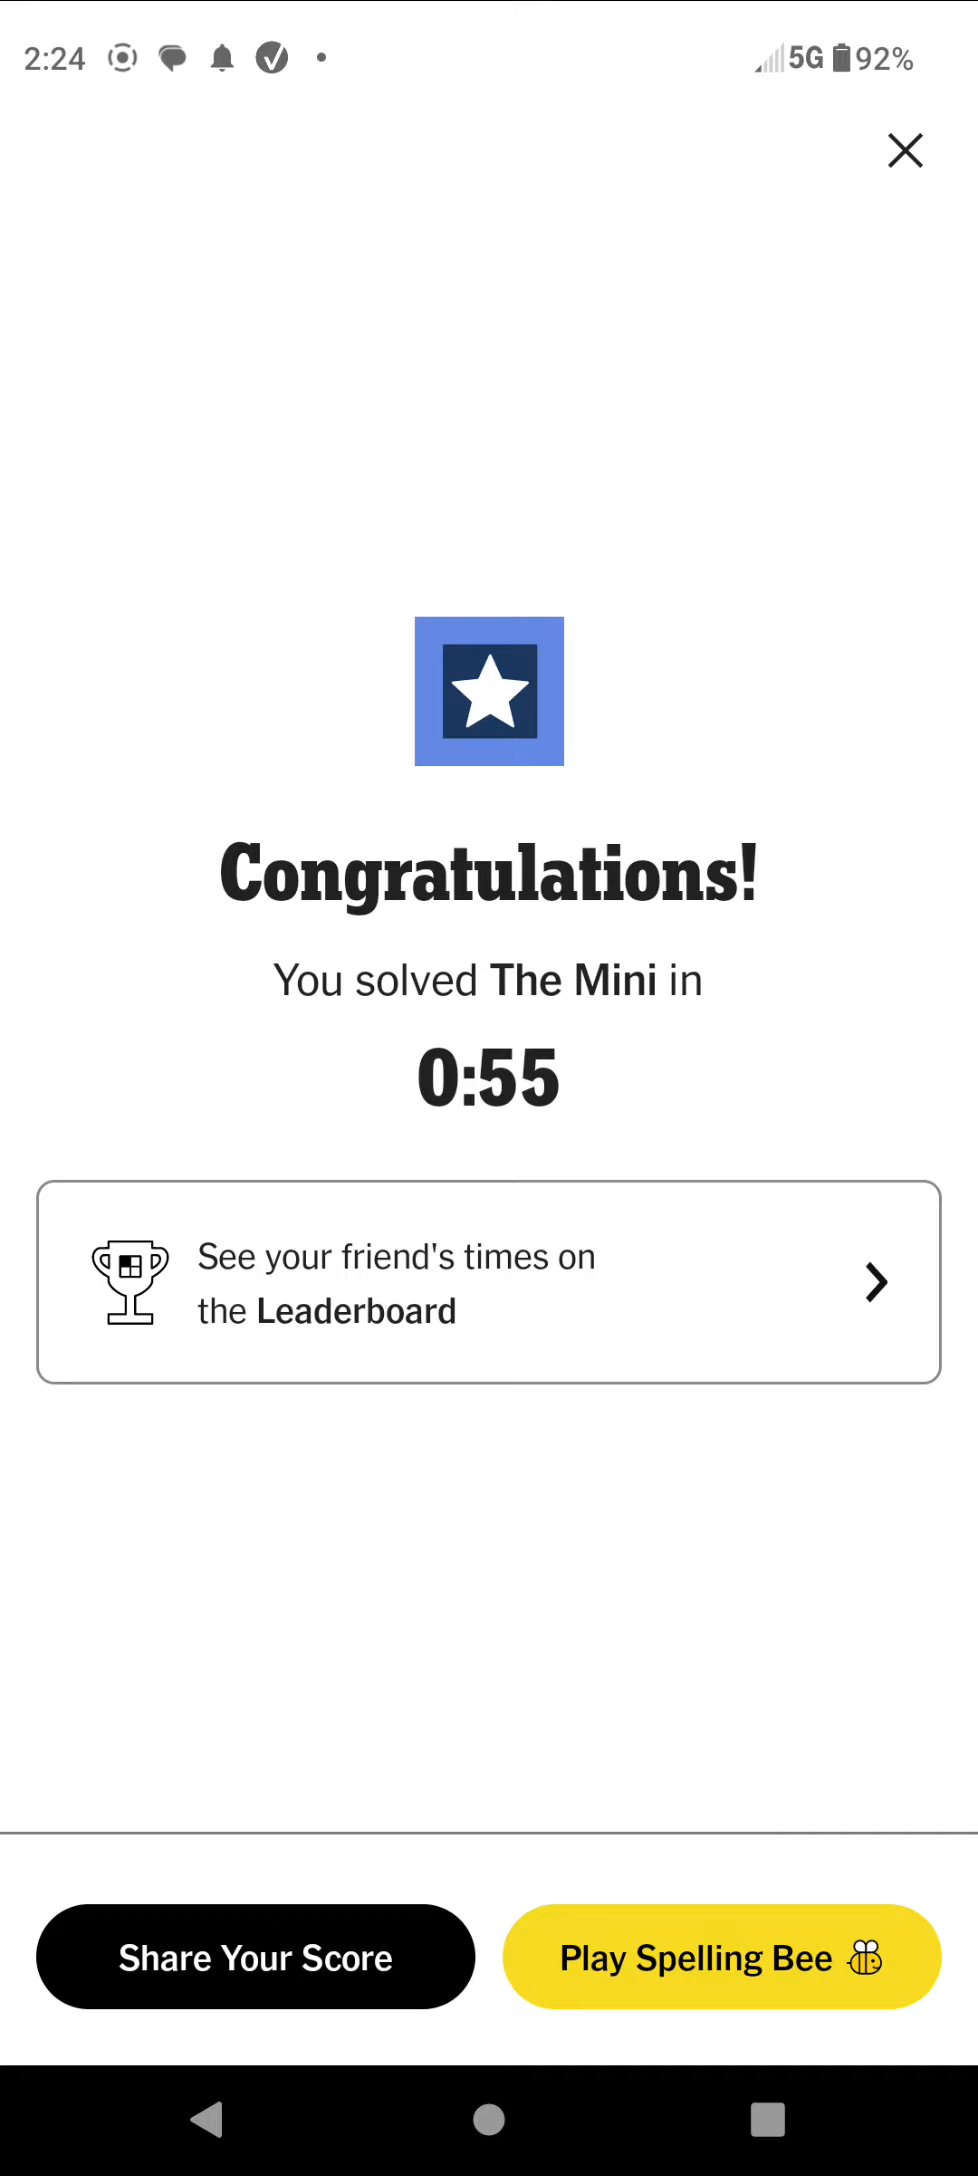 2:24 5G 92%
Congratulations!
You solved The Mini in
0:55
See your friend's times on
the Leaderboard
Share Your Score
Play Spelling Bee